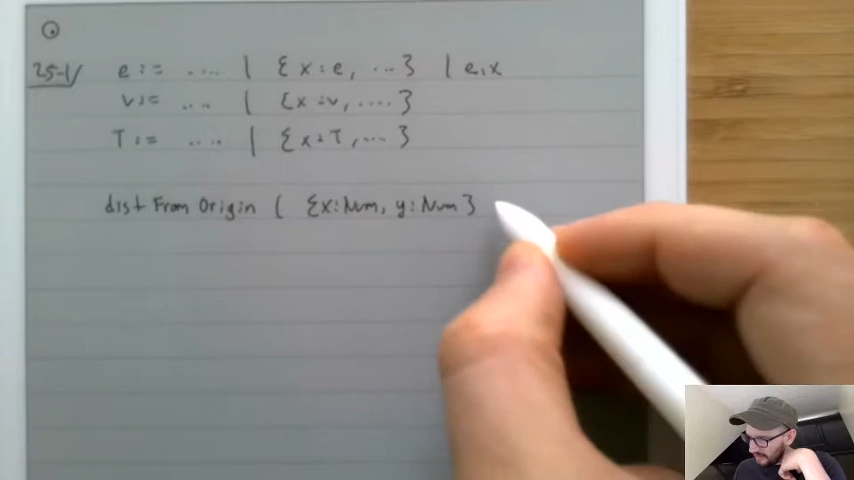 25-1/ e := .... | {x:e, ...} | e.x
v := .... | {x:v, ....}
T := .... | {x:T, ...}
distFromOrigin ( {x:Num, y:Num}